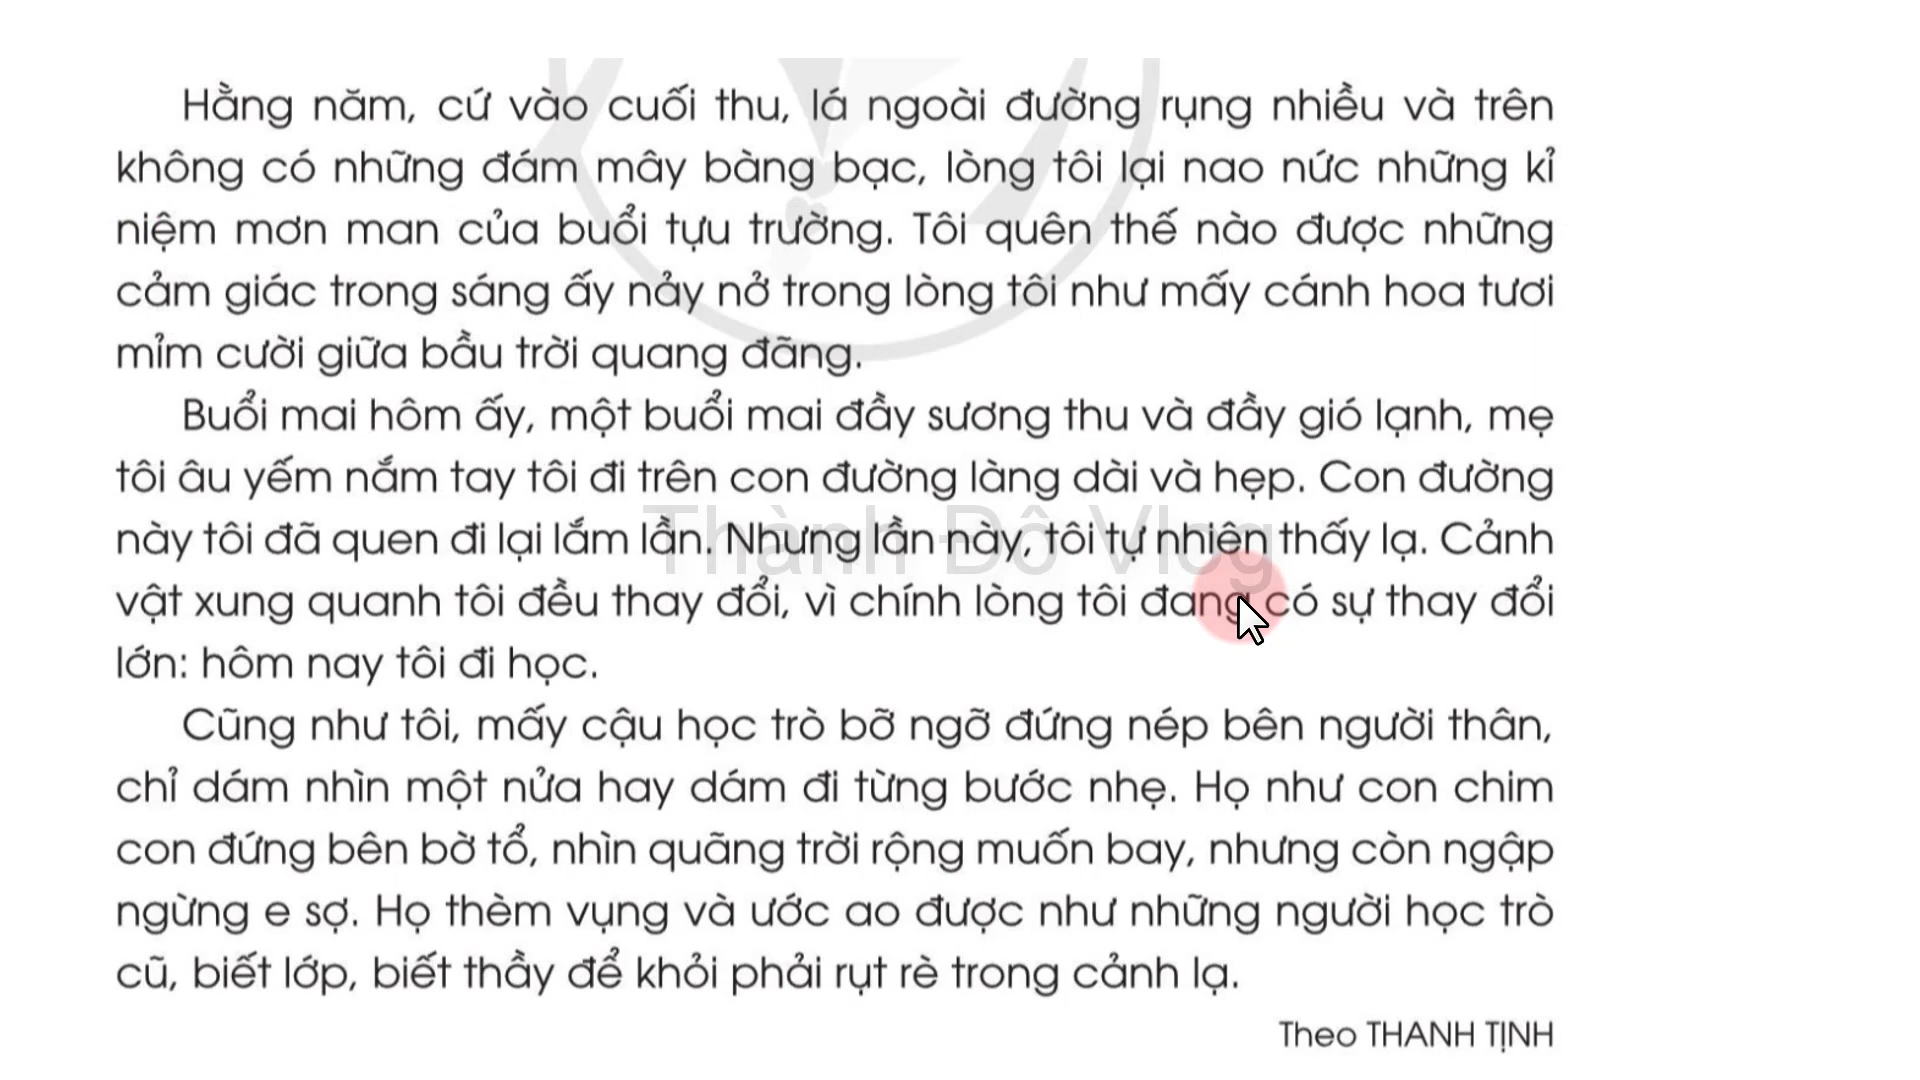 Hằng năm, cứ vào cuối thu, lá ngoài đường rụng nhiều và trên
không có những đám mây bàng bạc, lòng tôi lại nao nức những kỉ
niệm mơn man của buổi tựu trường. Tôi quên thế nào được những
cảm giác trong sáng ấy nảy nở trong lòng tôi như mấy cánh hoa tươi
mỉm cười giữa bầu trời quang đãng.
Buổi mai hôm ấy, một buổi mai đầy sương thu và đầy gió lạnh, mẹ
tôi âu yếm nắm tay tôi đi trên con đường làng dài và hẹp. Con đường
này tôi đã quen đi lại lắm lần. Nhưng lần này, tôi tự nhiên thấy lạ. Cảnh
Thành Đô Vlog
vật xung quanh tôi đều thay đổi, vì chính lòng tôi đang có sự thay đổi
lớn: hôm nay tôi đi học.
Cũng như tôi, mấy cậu học trò bỡ ngỡ đứng nép bên người thân,
chỉ dám nhìn một nửa hay dám đi từng bước nhẹ. Họ như con chim
con đứng bên bờ tổ, nhìn quãng trời rộng muốn bay, nhưng còn ngập
ngừng e sợ. Họ thèm vụng và ước ao được như những người học trò
cũ, biết lớp, biết thầy để khỏi phải rụt rè trong cảnh lạ.
Theo THANH TỊNH